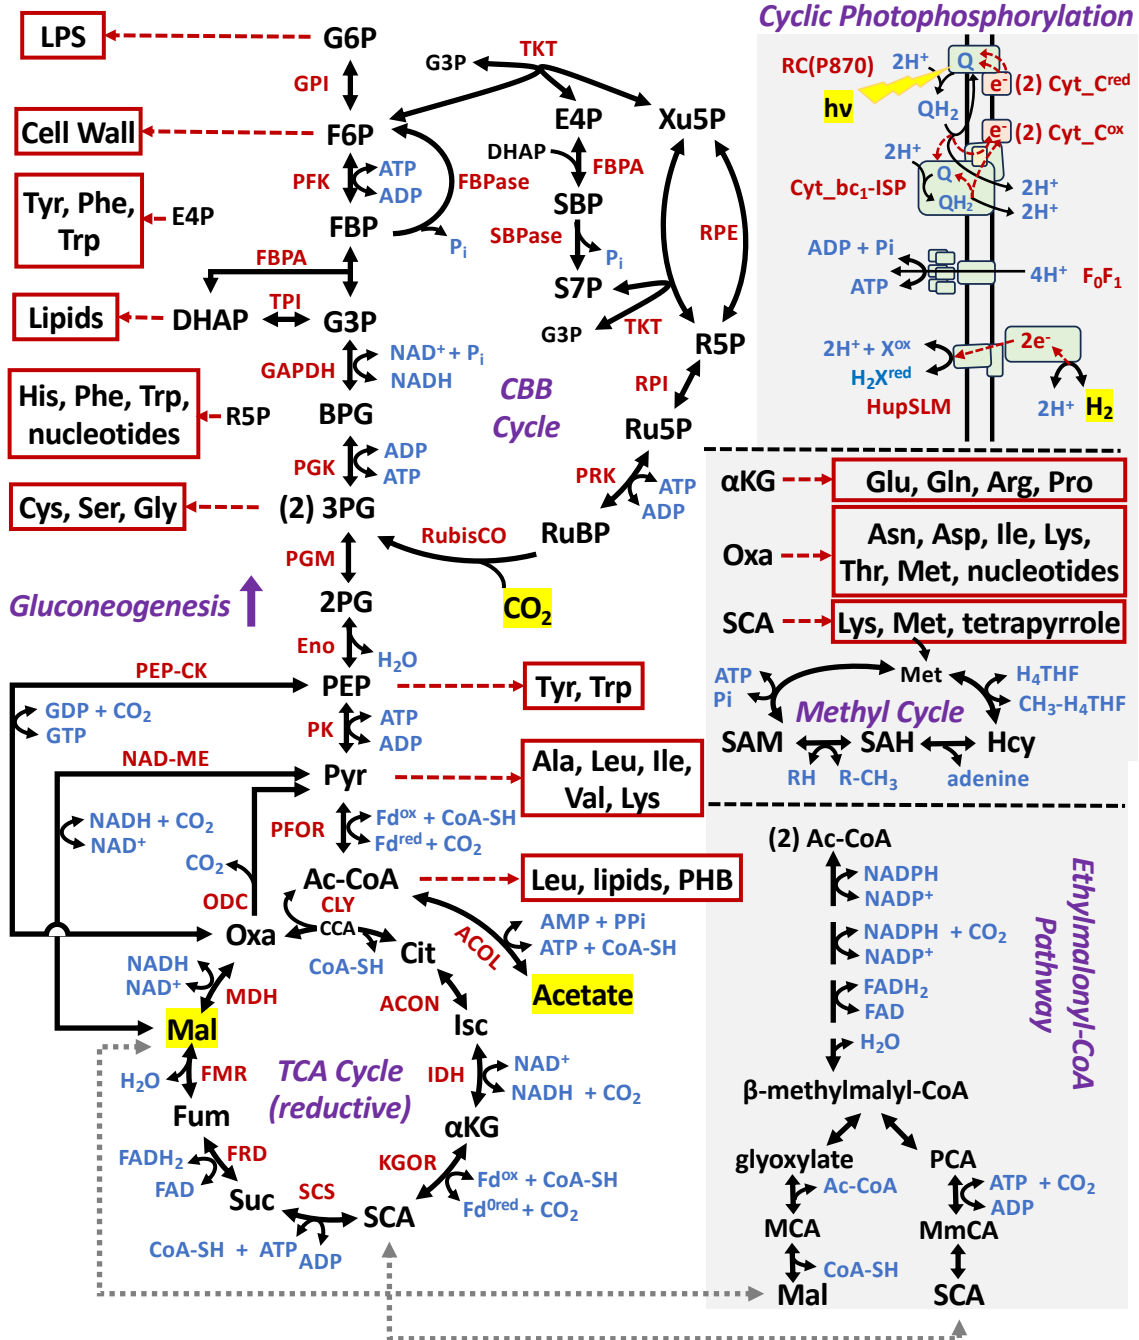 Cyclic Photophosphorylation
LPS
G6P
GPI
G3P
TKT
Cell Wall
F6P
E4P
Xu5P
PFK
ATP
ADP
FBPase
DHAP
FBPA
Tyr, Phe,
Trp
E4P
FBP
Pᵢ
SBP
SBPase
Pᵢ
RPE
FBPA
S7P
TPI
Lipids
DHAP
G3P
G3P
TKT
R5P
GAPDH
NAD⁺ + Pᵢ
NADH
CBB
Cycle
RPI
His, Phe, Trp,
nucleotides
R5P
BPG
Ru5P
PGK
ADP
ATP
PRK
ATP
ADP
Cys, Ser, Gly
(2) 3PG
RubisCO
RuBP
PGM
CO₂
Gluconeogenesis
2PG
Eno
H₂O
PEP-CK
PEP
Tyr, Trp
GDP + CO₂
GTP
PK
ATP
ADP
NAD-ME
Pyr
Ala, Leu, Ile,
Val, Lys
NADH + CO₂
NAD⁺
PFOR
Fdᵒˣ + CoA-SH
Fdʳᵉᵈ + CO₂
CO₂
Ac-CoA
Leu, lipids, PHB
ODC
CLY
Oxa
CCA
CoA-SH
Cit
ACOL
AMP + PPi
ATP + CoA-SH
NADH
NAD⁺
MDH
ACON
Acetate
Mal
Isc
H₂O
FMR
TCA Cycle
(reductive)
IDH
NAD⁺
NADH + CO₂
Fum
αKG
FADH₂
FAD
FRD
KGOR
Fdᵒˣ + CoA-SH
Fd⁰ʳᵉᵈ + CO₂
Suc
SCS
SCA
CoA-SH + ATP
ADP
RC(P870)
hv
2H⁺
Q
QH₂
e⁻
(2) Cyt_Cʳᵉᵈ
e⁻
(2) Cyt_Cᵒˣ
2H⁺
Cyt_bc₁-ISP
Q
QH₂
2H⁺
2H⁺
ADP + Pi
ATP
4H⁺
F₀F₁
2H⁺ + Xᵒˣ
H₂Xʳᵉᵈ
2e⁻
HupSLM
2H⁺
H₂
αKG
Glu, Gln, Arg, Pro
Oxa
Asn, Asp, Ile, Lys,
Thr, Met, nucleotides
SCA
Lys, Met, tetrapyrrole
ATP
Pi
Met
H₄THF
CH₃-H₄THF
Methyl Cycle
SAM
SAH
Hcy
RH
R-CH₃
adenine
(2) Ac-CoA
NADPH
NADP⁺
NADPH + CO₂
NADP⁺
FADH₂
FAD
H₂O
Ethylmalonyl-CoA
Pathway
β-methylmalyl-CoA
glyoxylate
PCA
Ac-CoA
ATP + CO₂
ADP
MCA
MmCA
CoA-SH
Mal
SCA